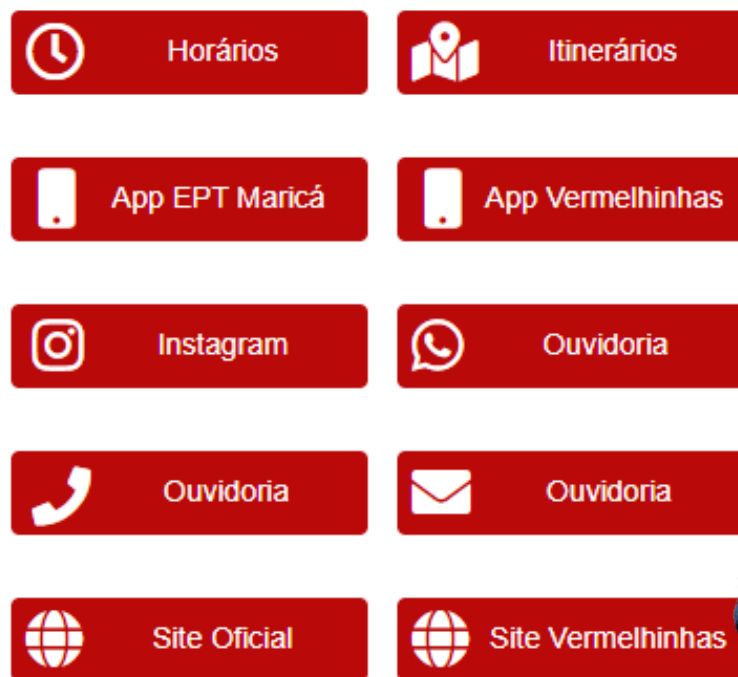 Horários
Itinerários
App EPT Maricá
App Vermelhinhas
Instagram
Ouvidoria
Ouvidoria
Ouvidoria
Site Oficial
Site Vermelhinhas